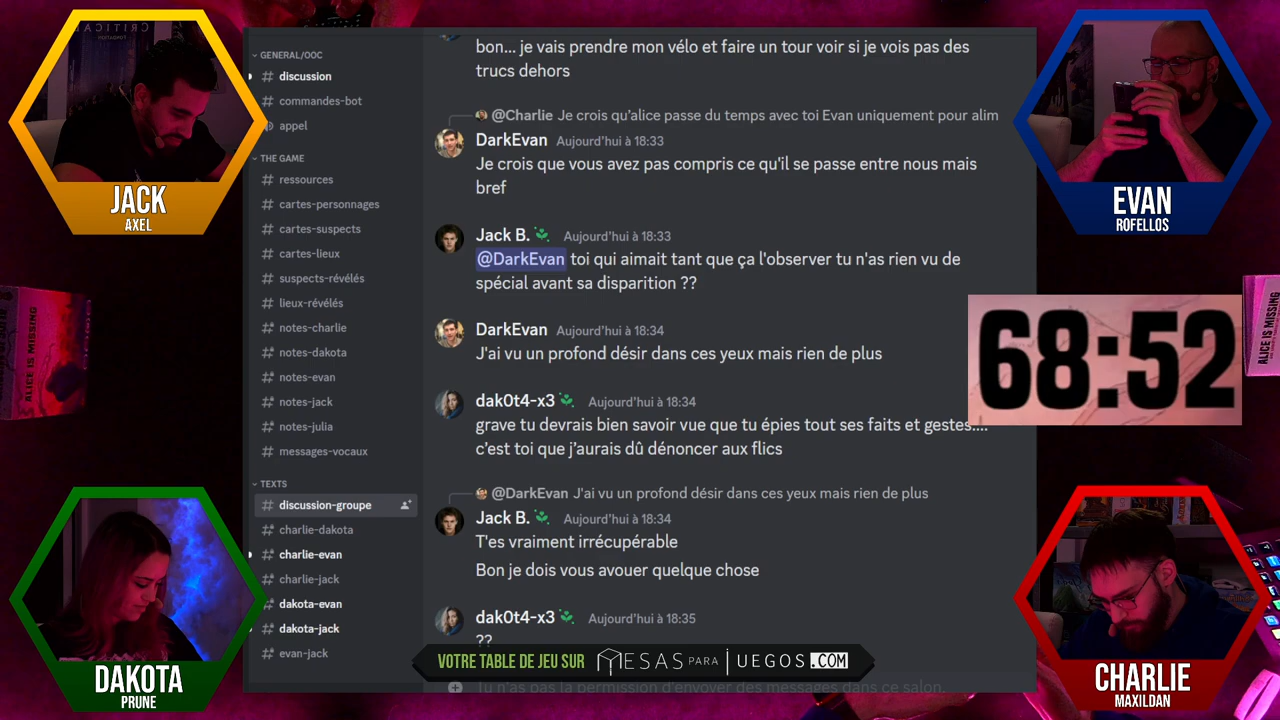 GENERAL/OOC
discussion
commandes-bot
appel
THE GAME
ressources
cartes-personnages
cartes-suspects
cartes-lieux
suspects-révélés
lieux-révélés
notes-charlie
notes-dakota
notes-evan
notes-jack
notes-julia
messages-vocaux
TEXTS
discussion-groupe
charlie-dakota
charlie-evan
charlie-jack
dakota-evan
dakota-jack
evan-jack
bon... je vais prendre mon vélo et faire un tour voir si je vois pas des
trucs dehors
@Charlie Je crois qu'alice passe du temps avec toi Evan uniquement pour alim
DarkEvan Aujourd'hui à 18:33
Je crois que vous avez pas compris ce qu'il se passe entre nous mais
bref
Jack B. Aujourd'hui à 18:33
@DarkEvan toi qui aimait tant que ça l'observer tu n'as rien vu de
spécial avant sa disparition ??
DarkEvan Aujourd'hui à 18:34
J'ai vu un profond désir dans ces yeux mais rien de plus
dak0t4-x3 Aujourd'hui à 18:34
grave tu devrais bien savoir vue que tu épies tout ses faits et gestes....
c'est toi que j'aurais dû dénoncer aux flics
@DarkEvan J'ai vu un profond désir dans ces yeux mais rien de plus
Jack B. Aujourd'hui à 18:34
T'es vraiment irrécupérable
Bon je dois vous avouer quelque chose
dak0t4-x3 Aujourd'hui à 18:35
??
Tu n'as pas la permission d'envoyer des messages dans ce salon.
VOTRE TABLE DE JEU SUR MESAS PARA JUEGOS .COM
JACK
AXEL
EVAN
ROFELLOS
68:52
DAKOTA
PRUNE
CHARLIE
MAXILDAN
ALICE IS MISSING
ALICE IS MISSING
CRITICAL
FONDATION